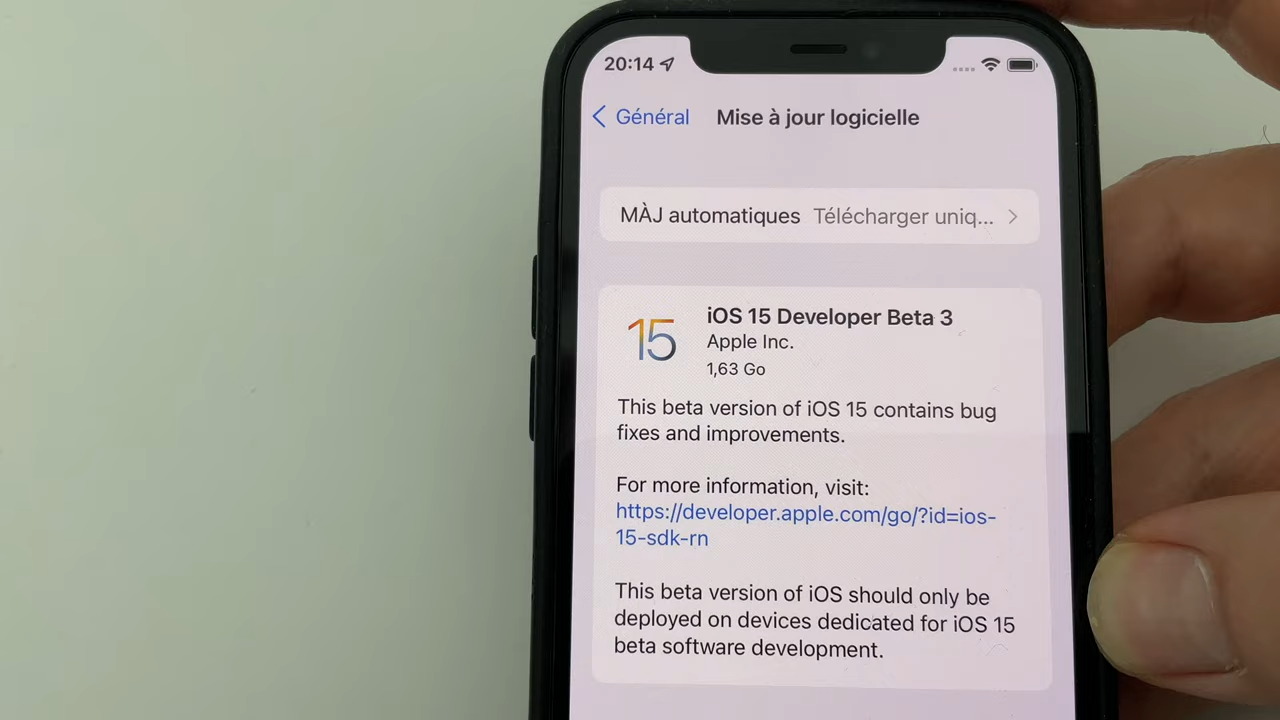 20:14
Général Mise à jour logicielle
MÀJ automatiques Télécharger uniq...
15
iOS 15 Developer Beta 3
Apple Inc.
1,63 Go
This beta version of iOS 15 contains bug
fixes and improvements.
For more information, visit:
https://developer.apple.com/go/?id=ios-
15-sdk-rn
This beta version of iOS should only be
deployed on devices dedicated for iOS 15
beta software development.